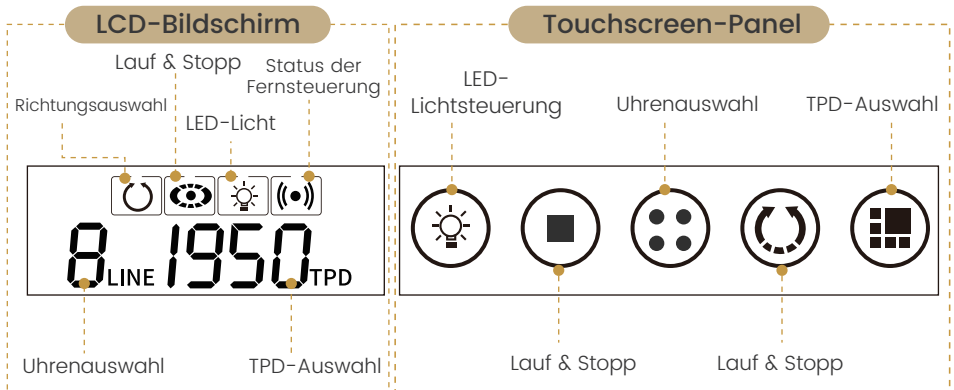 LCD-Bildschirm
Lauf & Stopp
Status der
Fernsteuerung
Richtungsauswahl
LED-Licht
8 LINE 1950 TPD
Uhrenauswahl
TPD-Auswahl
Touchscreen-Panel
LED-
Lichtsteuerung
Uhrenauswahl
TPD-Auswahl
Lauf & Stopp
Lauf & Stopp